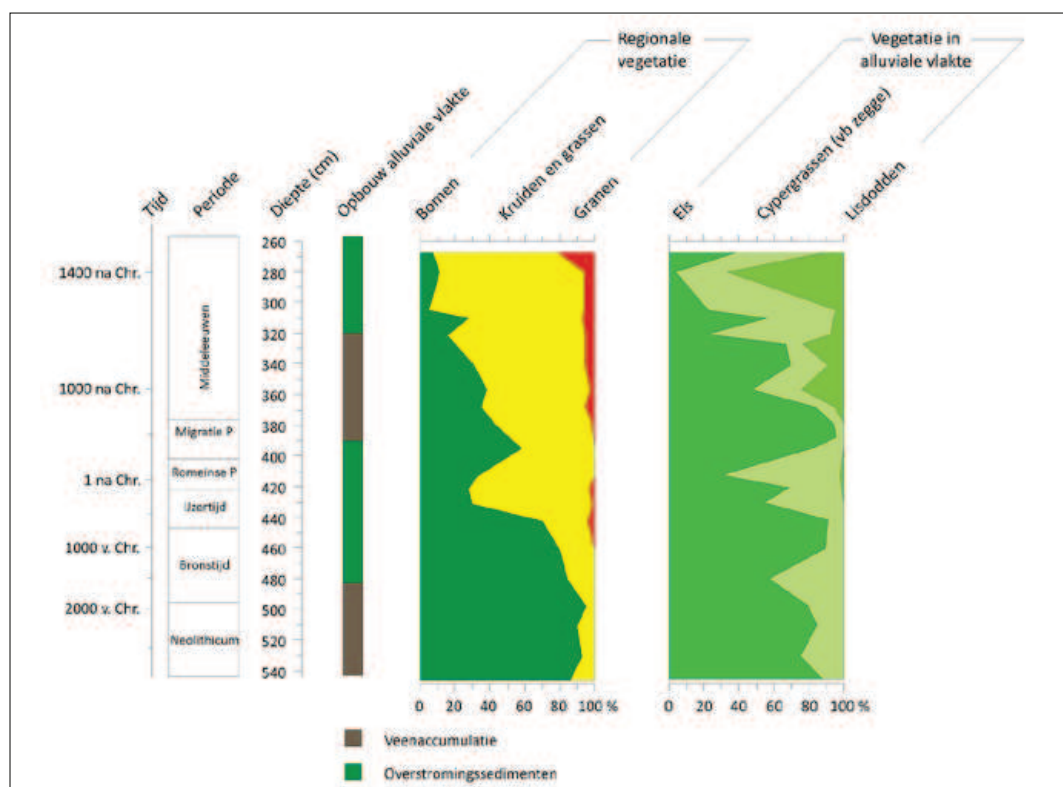 Regionale
vegetatie
Vegetatie in
alluviale vlakte
Tijd
Periode
Diepte (cm)
Opbouw alluviale vlakte
Bomen
Kruiden en grassen
Granen
Els
Cypergrassen (vb zegge)
Lisdodden
1400 na Chr.
1000 na Chr.
1 na Chr.
1000 v. Chr.
2000 v. Chr.
Middeleeuwen
Migratie P
Romeinse P
IJzertijd
Bronstijd
Neolithicum
260
280
300
320
340
360
380
400
420
440
460
480
500
520
540
0 20 40 60 80 100 %
0 20 40 60 80 100 %
Veenaccumulatie
Overstromingssedimenten